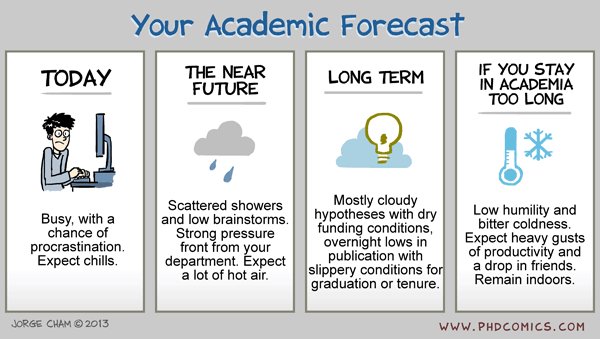 Your Academic Forecast
TODAY
Busy, with a
chance of
procrastination.
Expect chills.
THE NEAR
FUTURE
Scattered showers
and low brainstorms.
Strong pressure
front from your
department. Expect
a lot of hot air.
LONG TERM
Mostly cloudy
hypotheses with dry
funding conditions,
overnight lows in
publication with
slippery conditions for
graduation or tenure.
IF YOU STAY
IN ACADEMIA
TOO LONG
Low humility and
bitter coldness.
Expect heavy gusts
of productivity and
a drop in friends.
Remain indoors.
JORGE CHAM © 2013
WWW.PHDCOMICS.COM